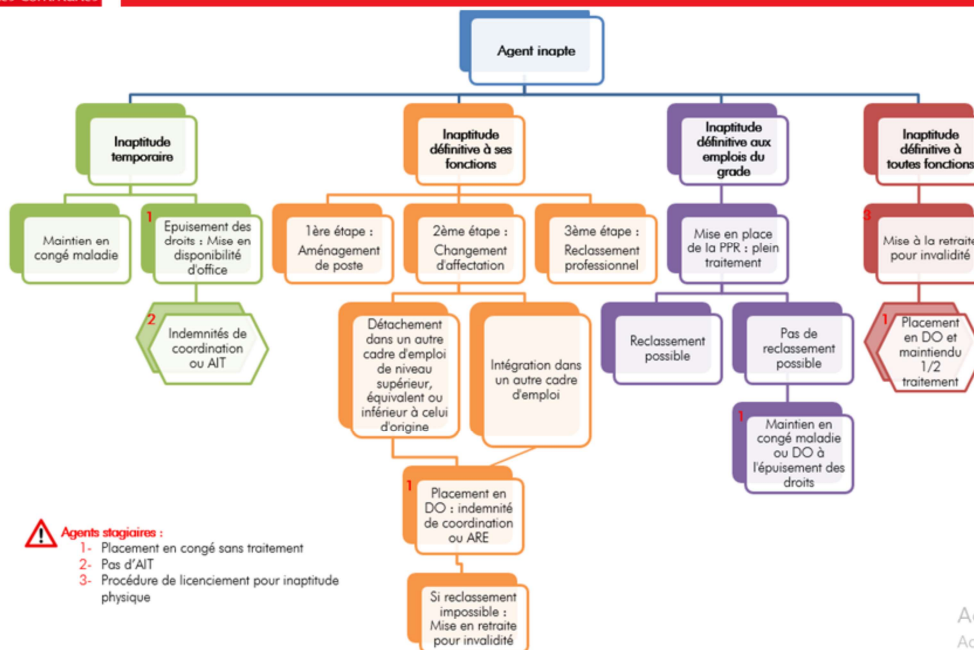 Agent inapte
Inaptitude
temporaire
Inaptitude
définitive à ses
fonctions
Inaptitude
définitive aux
emplois du
grade
Inaptitude
définitive à
toutes fonctions
Maintien en
congé maladie
1
Epuisement des
droits : Mise en
disponibilité
d'office
1ère étape :
Aménagement
de poste
2ème étape :
Changement
d'affectation
3ème étape :
Reclassement
professionnel
Mise en place
de la PPR : plein
traitement
3
Mise à la retraite
pour invalidité
2
Indemnités de
coordination
ou AIT
Détachement
dans un autre
cadre d'emploi
de niveau
supérieur,
équivalent ou
inférieur à celui
d'origine
Intégration dans
un autre cadre
d'emploi
Reclassement
possible
Pas de
reclassement
possible
1
Placement
en DO et
maintiendu
1/2
traitement
1
Maintien en
congé maladie
ou DO à
l'épuisement des
droits
1
Placement en
DO : indemnité
de coordination
ou ARE
Si reclassement
impossible :
Mise en retraite
pour invalidité
Agents stagiaires :
1- Placement en congé sans traitement
2- Pas d'AIT
3- Procédure de licenciement pour inaptitude
physique